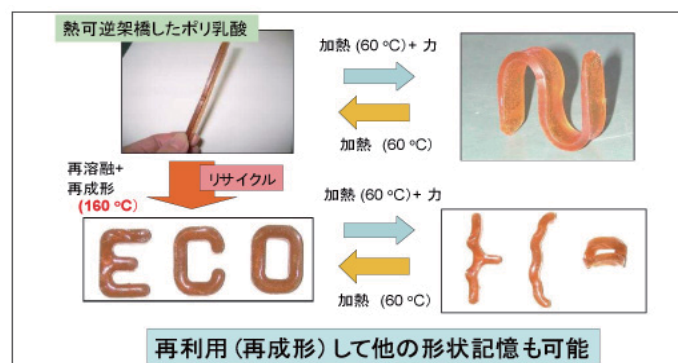 熱可逆架橋したポリ乳酸
加熱 (60 ℃)+ 力
加熱 (60 ℃)
再溶融+
再成形
(160 ℃)
リサイクル
加熱 (60 ℃)+ 力
加熱 (60 ℃)
E C O
再利用 (再成形) して他の形状記憶も可能